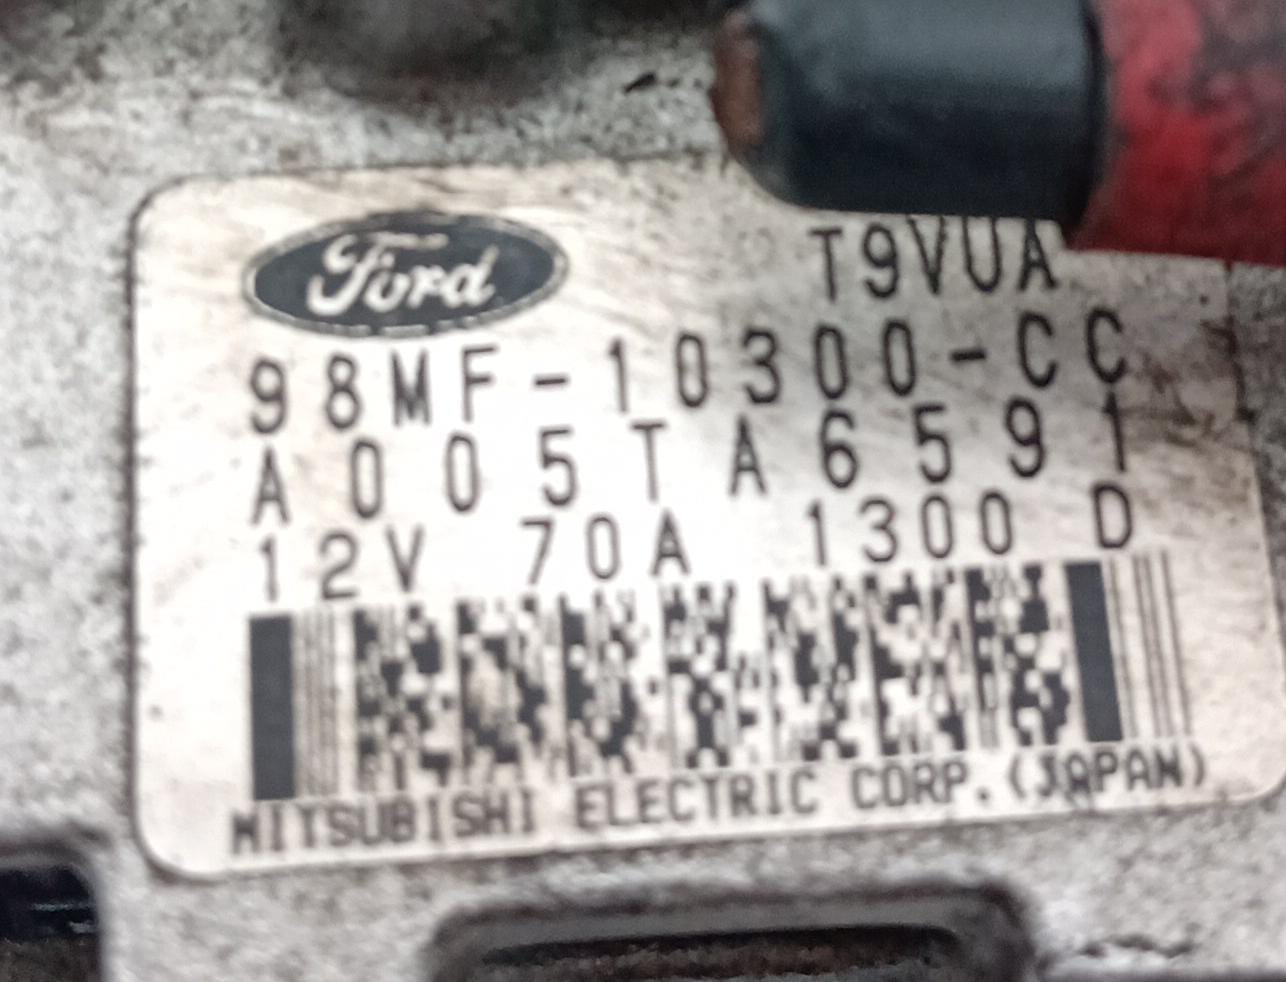 Ford
T9VUA
98MF-10300-CC
A005TA6591
12V 70A 1300 D
MITSUBISHI ELECTRIC CORP. (JAPAN)